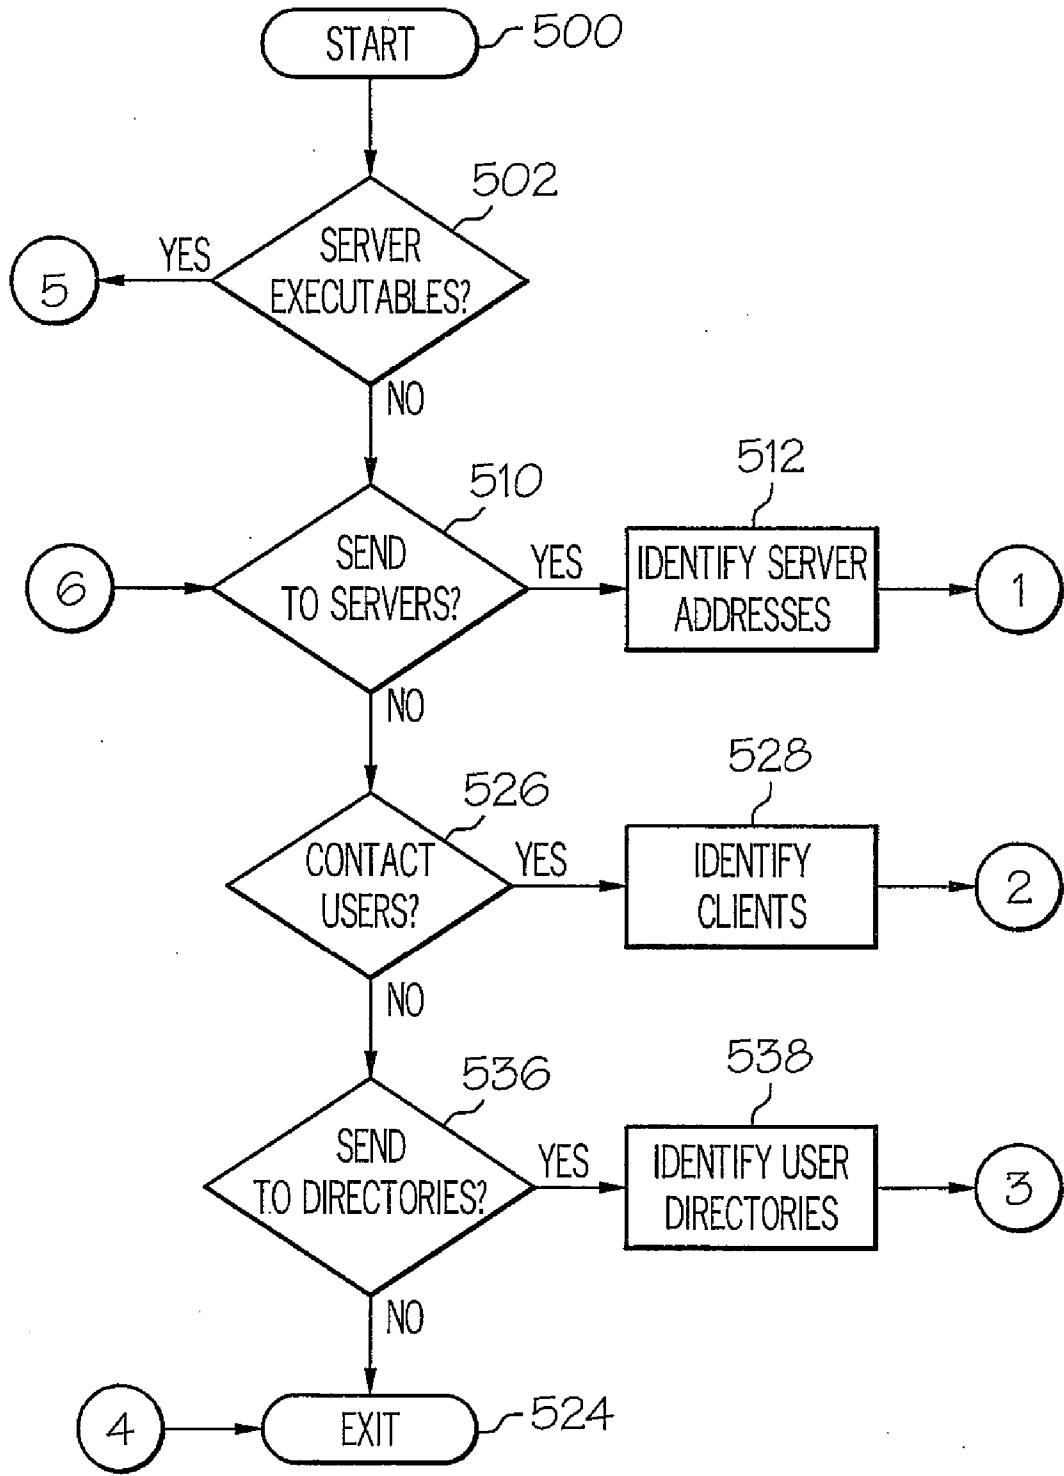 START
500
502
SERVER
EXECUTABLES?
YES
5
NO
510
512
SEND
TO SERVERS?
6
YES
IDENTIFY SERVER
ADDRESSES
1
NO
526
528
CONTACT
USERS?
YES
IDENTIFY
CLIENTS
2
NO
536
538
SEND
TO DIRECTORIES?
YES
IDENTIFY USER
DIRECTORIES
3
NO
4
EXIT
524